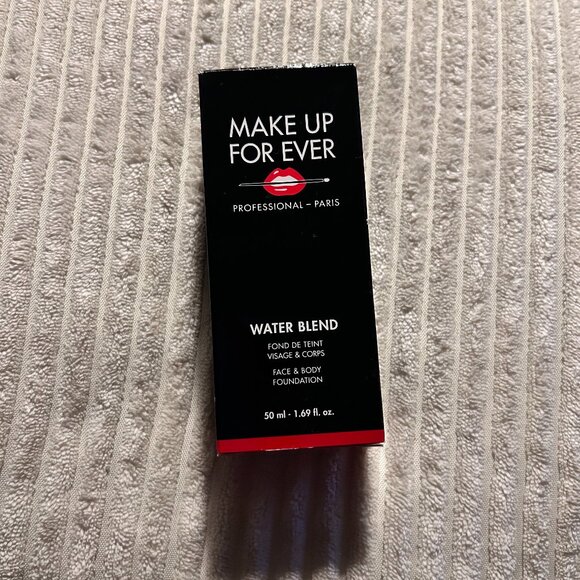 MAKE UP
FOR EVER
PROFESSIONAL – PARIS
WATER BLEND
FOND DE TEINT
VISAGE & CORPS
FACE & BODY
FOUNDATION
50 ml - 1.69 fl. oz.